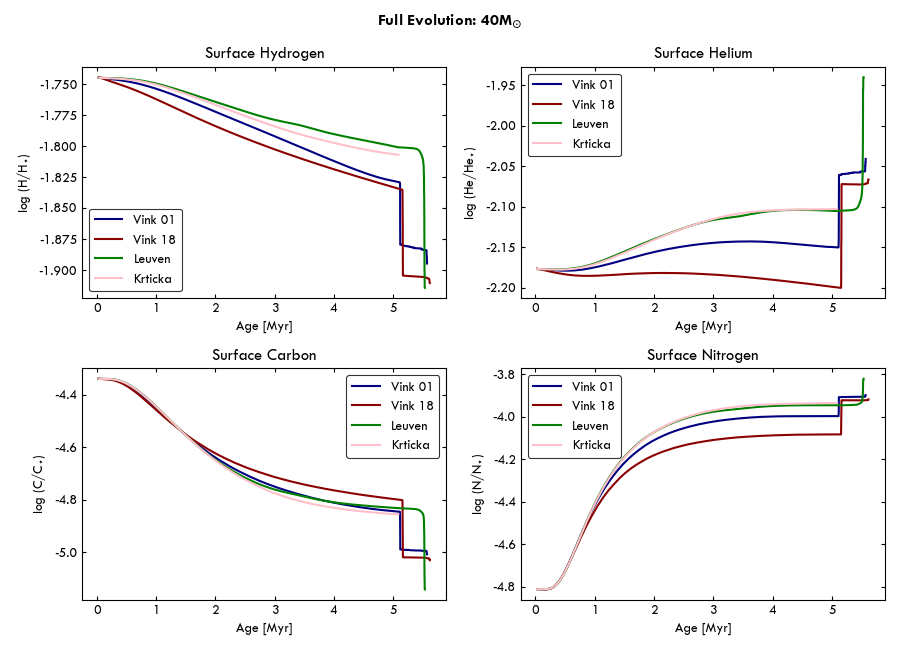 Full Evolution: 40M☉
Surface Hydrogen
log (H/H⋆)
-1.750
-1.775
-1.800
-1.825
-1.850
-1.875
-1.900
Vink 01
Vink 18
Leuven
Krticka
0 1 2 3 4 5
Age [Myr]
Surface Helium
log (He/He⋆)
-1.95
-2.00
-2.05
-2.10
-2.15
-2.20
Vink 01
Vink 18
Leuven
Krticka
0 1 2 3 4 5
Age [Myr]
Surface Carbon
log (C/C⋆)
-4.4
-4.6
-4.8
-5.0
Vink 01
Vink 18
Leuven
Krticka
0 1 2 3 4 5
Age [Myr]
Surface Nitrogen
log (N/N⋆)
-3.8
-4.0
-4.2
-4.4
-4.6
-4.8
Vink 01
Vink 18
Leuven
Krticka
0 1 2 3 4 5
Age [Myr]